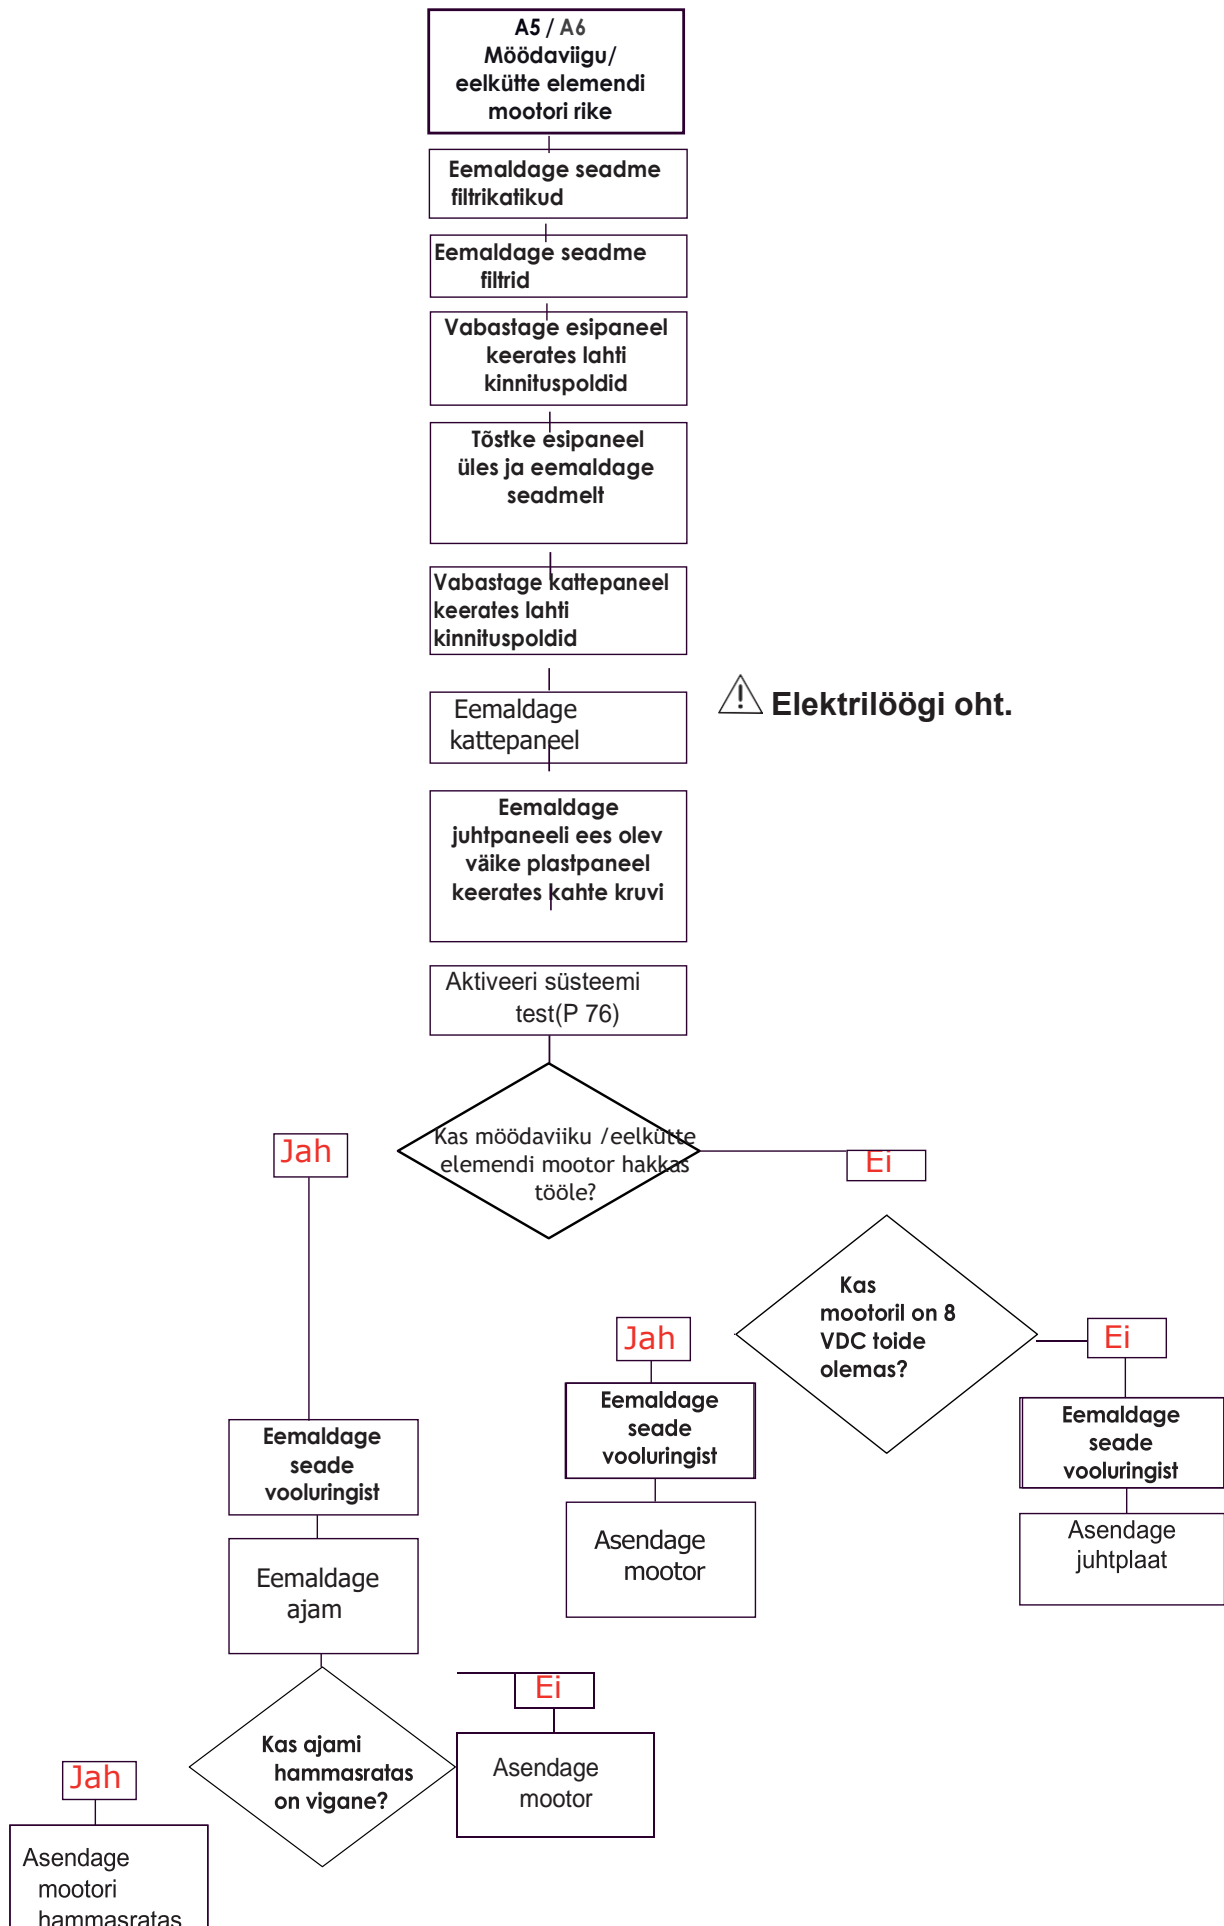 A5 / A6
Möödaviigu/
eelkütte elemendi
mootori rike
Eemaldage seadme
filtrikatikud
Eemaldage seadme
filtrid
Vabastage esipaneel
keerates lahti
kinnituspoldid
Tõstke esipaneel
üles ja eemaldage
seadmelt
Vabastage kattepaneel
keerates lahti
kinnituspoldid
Eemaldage
kattepaneel
Elektrilöögi oht.
Eemaldage
juhtpaneeli ees olev
väike plastpaneel
keerates kahte kruvi
Aktiveeri süsteemi
test(P 76)
Kas möödaviiku /eelkütte
elemendi mootor hakkas
tööle?
Jah
Ei
Kas
mootoril on 8
VDC toide
olemas?
Jah
Ei
Eemaldage
seade
vooluringist
Asendage
mootor
Eemaldage
seade
vooluringist
Asendage
juhtplaat
Eemaldage
seade
vooluringist
Eemaldage
ajam
Kas ajami
hammasratas
on vigane?
Ei
Asendage
mootor
Jah
Asendage
mootori
hammasratas